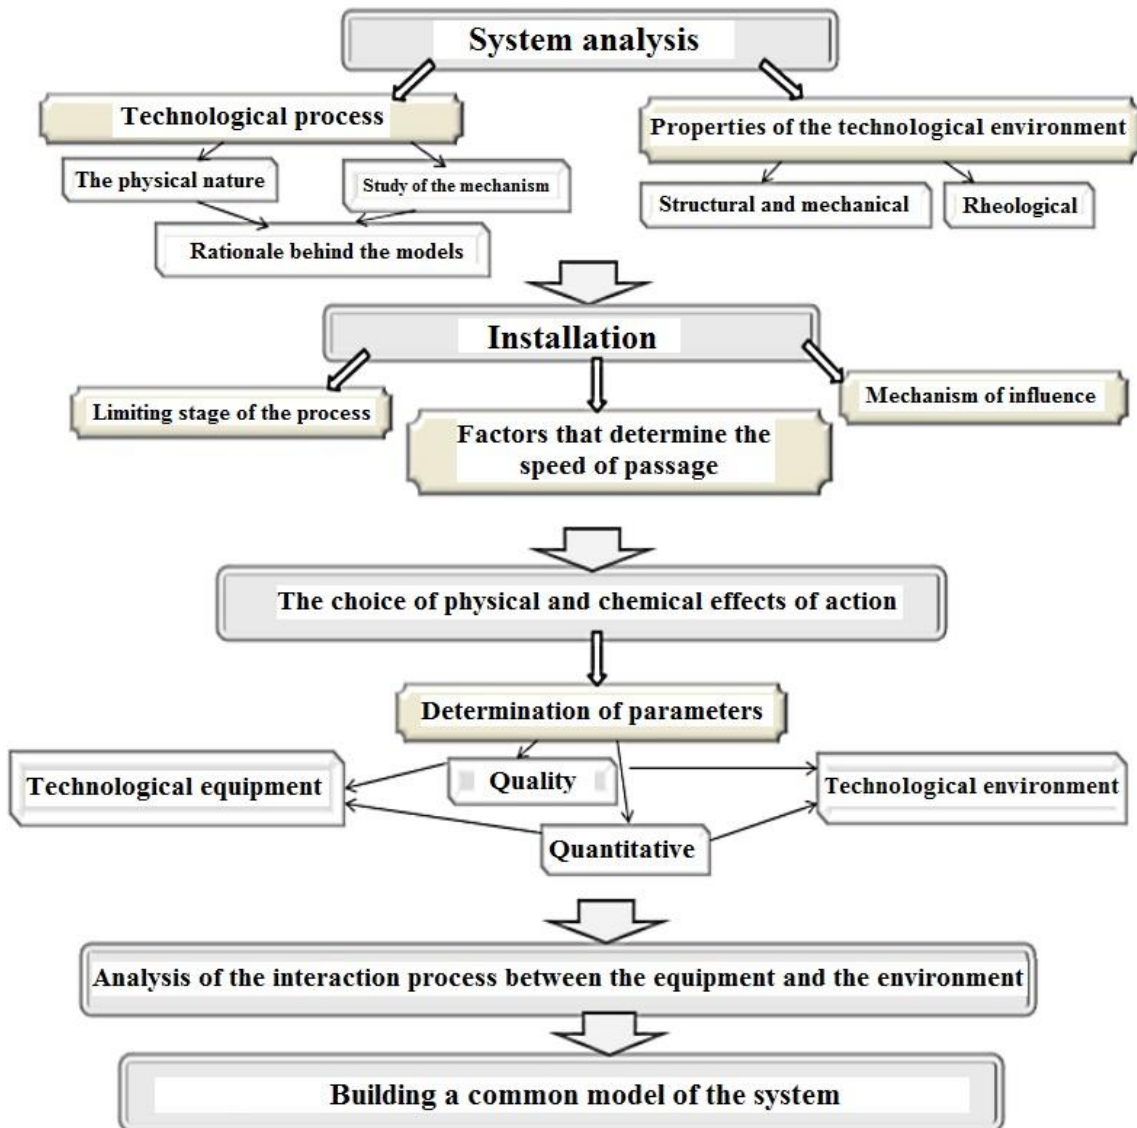 System analysis
Technological process
Properties of the technological environment
The physical nature
Study of the mechanism
Structural and mechanical
Rheological
Rationale behind the models
Installation
Limiting stage of the process
Mechanism of influence
Factors that determine the
speed of passage
The choice of physical and chemical effects of action
Determination of parameters
Technological equipment
Quality
Technological environment
Quantitative
Analysis of the interaction process between the equipment and the environment
Building a common model of the system